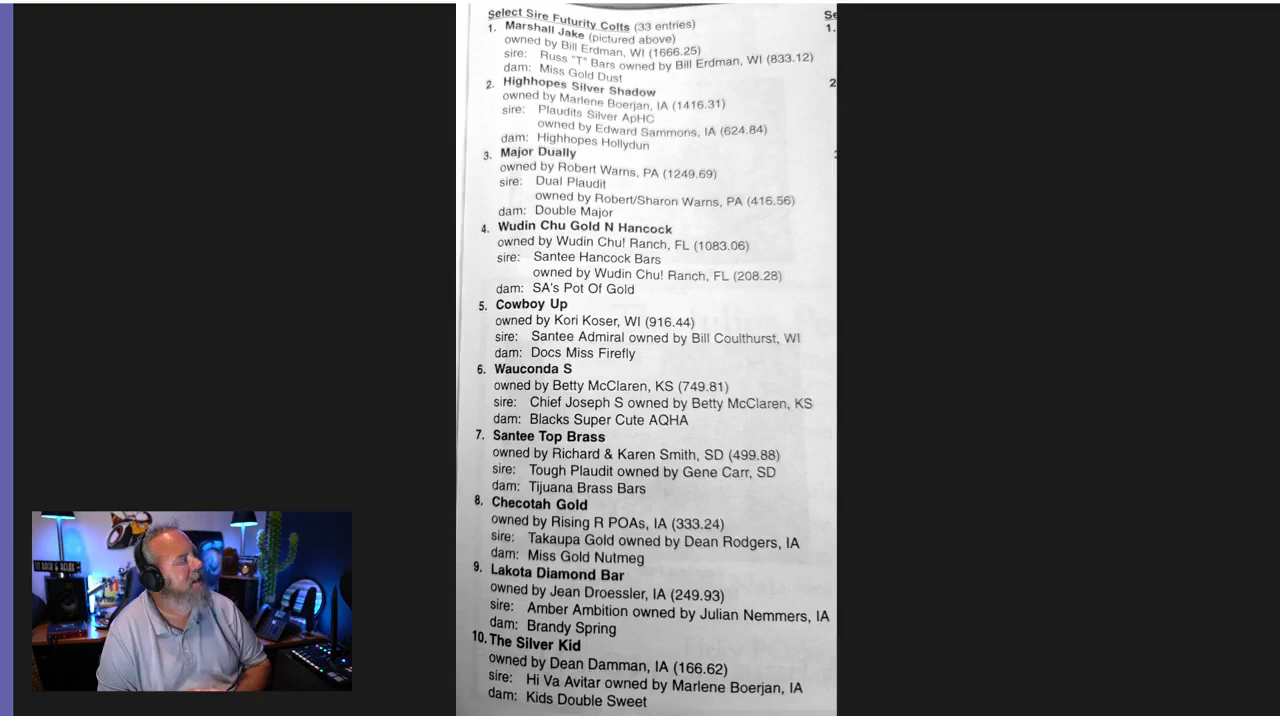 Select Sire Futurity Colts (33 entries)
1. Marshall Jake (pictured above)
owned by Bill Erdman, WI (1666.25)
sire: Russ "T" Bars owned by Bill Erdman, WI (833.12)
dam: Miss Gold Dust
2. Highhopes Silver Shadow
owned by Marlene Boerjan, IA (1416.31)
sire: Plaudits Silver ApHC
owned by Edward Sammons, IA (624.84)
dam: Highhopes Hollydun
3. Major Dually
owned by Robert Warns, PA (1249.69)
sire: Dual Plaudit
owned by Robert/Sharon Warns, PA (416.56)
dam: Double Major
4. Wudin Chu Gold N Hancock
owned by Wudin Chu! Ranch, FL (1083.06)
sire: Santee Hancock Bars
owned by Wudin Chu! Ranch, FL (208.28)
dam: SA's Pot Of Gold
5. Cowboy Up
owned by Kori Koser, WI (916.44)
sire: Santee Admiral owned by Bill Coulthurst, WI
dam: Docs Miss Firefly
6. Wauconda S
owned by Betty McClaren, KS (749.81)
sire: Chief Joseph S owned by Betty McClaren, KS
dam: Blacks Super Cute AQHA
7. Santee Top Brass
owned by Richard & Karen Smith, SD (499.88)
sire: Tough Plaudit owned by Gene Carr, SD
dam: Tijuana Brass Bars
8. Checotah Gold
owned by Rising R POAs, IA (333.24)
sire: Takaupa Gold owned by Dean Rodgers, IA
dam: Miss Gold Nutmeg
9. Lakota Diamond Bar
owned by Jean Droessler, IA (249.93)
sire: Amber Ambition owned by Julian Nemmers, IA
dam: Brandy Spring
10. The Silver Kid
owned by Dean Damman, IA (166.62)
sire: Hi Va Avitar owned by Marlene Boerjan, IA
dam: Kids Double Sweet
Se
1.
2